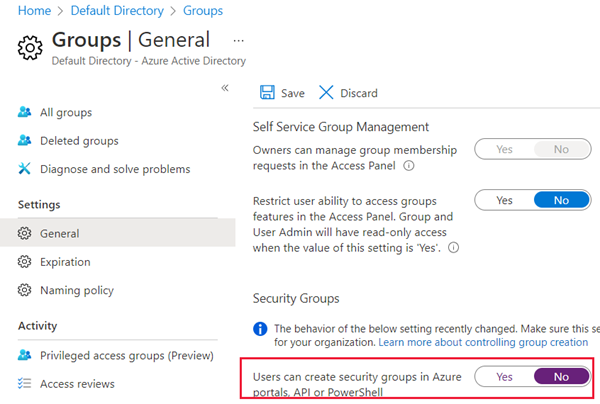 Home > Default Directory > Groups
Groups | General ...
Default Directory - Azure Active Directory
«
Save Discard
All groups
Deleted groups
Diagnose and solve problems
Settings
General
Expiration
Naming policy
Activity
Privileged access groups (Preview)
Access reviews
Self Service Group Management
Owners can manage group membership
requests in the Access Panel
Yes No
Restrict user ability to access groups
features in the Access Panel. Group and
User Admin will have read-only access
when the value of this setting is 'Yes'.
Yes No
Security Groups
The behavior of the below setting recently changed. Make sure this se
for your organization. Learn more about controlling group creation
Users can create security groups in Azure
portals, API or PowerShell
Yes No